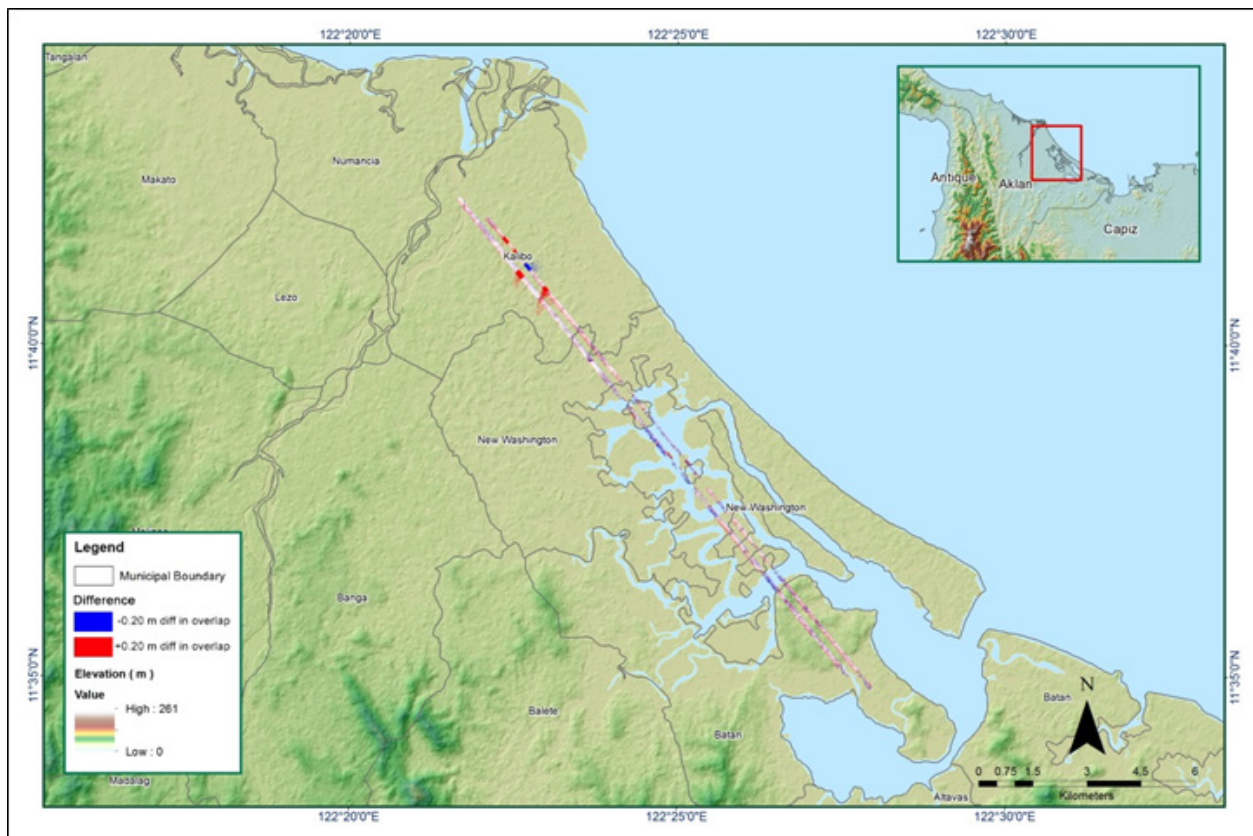 122°20'0"E
122°25'0"E
122°30'0"E
Tangalan
Numancia
Makato
Antique
Aklan
Capiz
Kalibo
Lezo
11°40'0"N
11°40'0"N
New Washington
New Washington
Legend
Municipal Boundary
Difference
-0.20 m diff in overlap
+0.20 m diff in overlap
Elevation ( m )
Value
High : 261
Low : 0
Banga
11°35'0"N
11°35'0"N
Balete
Batan
Batan
N
0 0.75 1.5 3 4.5 6
Kilometers
Madalag
Altavas
122°20'0"E
122°25'0"E
122°30'0"E